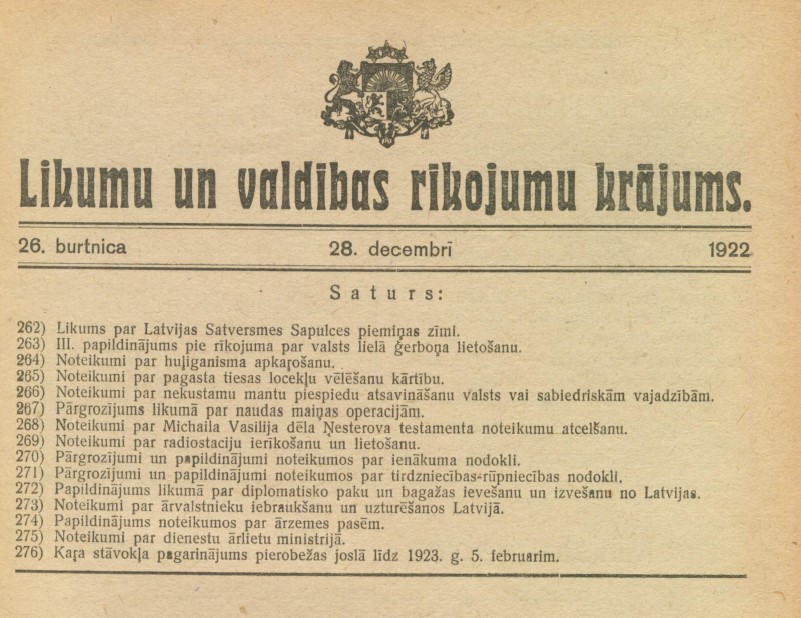 Likumu un valdības rīkojumu krājums.
26. burtnica 28. decembrī 1922
Saturs:
262) Likums par Latvijas Satversmes Sapulces piemiņas zīmi.
263) III. papildinājums pie rīkojuma par valsts lielā ģerboņa lietošanu.
264) Noteikumi par huļiganisma apkaŗošanu.
265) Noteikumi par pagasta tiesas locekļu vēlēšanu kārtību.
266) Noteikumi par nekustamu mantu piespiedu atsavināšanu valsts vai sabiedriskām vajadzībām.
267) Pārgrozījums likumā par naudas maiņas operacijām.
268) Noteikumi par Michaila Vasilija dēla Ņesterova testamenta noteikumu atcelšanu.
269) Noteikumi par radiostaciju ierīkošanu un lietošanu.
270) Pārgrozījumi un papildinājumi noteikumos par ienākuma nodokli.
271) Pārgrozījumi un papildinājumi noteikumos par tirdzniecības-rūpniecības nodokli.
272) Papildinājums likumā par diplomatisko paku un bagažas ievešanu un izvešanu no Latvijas.
273) Noteikumi par ārvalstnieku iebraukšanu un uzturēšanos Latvijā.
274) Papildinājums noteikumos par ārzemes pasēm.
275) Noteikumi par dienestu ārlietu ministrijā.
276) Kaŗa stāvokļa pagarinājums pierobežas joslā līdz 1923. g. 5. februarim.